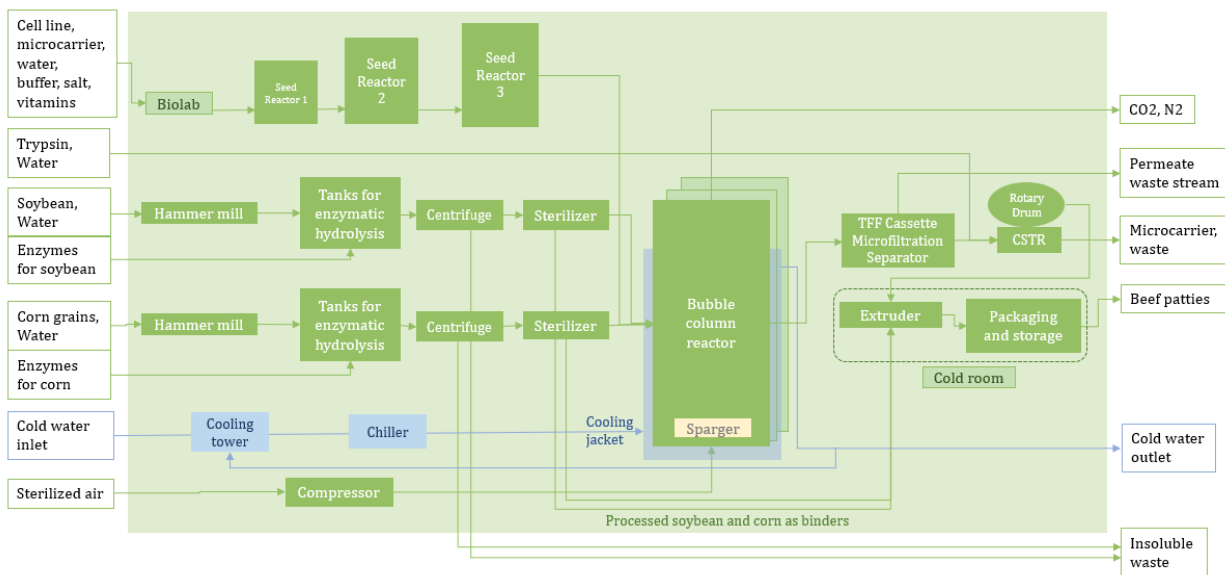 Cell line,
microcarrier,
water,
buffer, salt,
vitamins
Biolab
Seed
Reactor 1
Seed
Reactor
2
Seed
Reactor
3
CO2, N2
Trypsin,
Water
Permeate
waste stream
Soybean,
Water
Hammer mill
Tanks for
enzymatic
hydrolysis
Centrifuge
Sterilizer
Enzymes
for soybean
TFF Cassette
Microfiltration
Separator
Rotary
Drum
CSTR
Microcarrier,
waste
Corn grains,
Water
Hammer mill
Tanks for
enzymatic
hydrolysis
Centrifuge
Sterilizer
Enzymes
for corn
Bubble
column
reactor
Sparger
Extruder
Packaging
and storage
Cold room
Beef patties
Cold water
inlet
Cooling
tower
Chiller
Cooling
jacket
Cold water
outlet
Sterilized air
Compressor
Processed soybean and corn as binders
Insoluble
waste